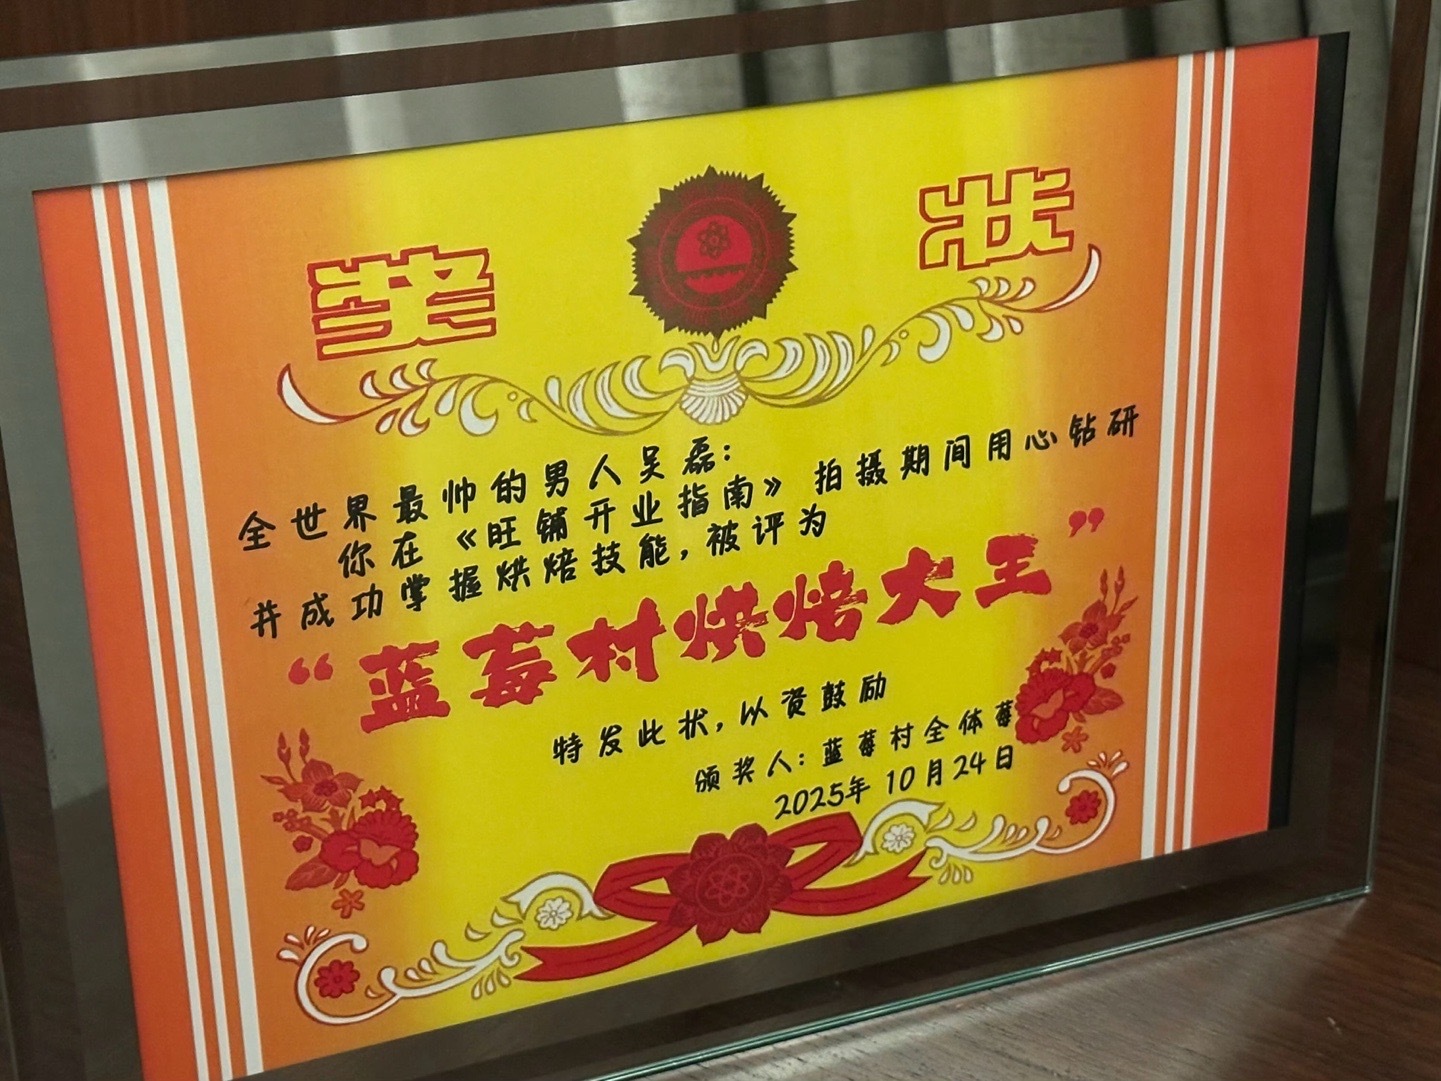 奖状
全世界最帅的男人吴磊：
你在《旺铺开业指南》拍摄期间用心钻研
并成功掌握烘焙技能，被评为
“蓝莓村烘焙大王”
特发此状，以资鼓励
颁奖人：蓝莓村全体莓
2025年10月24日